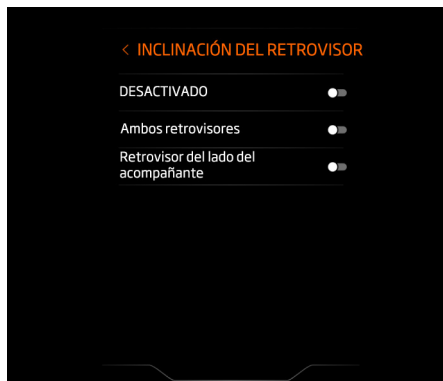 < INCLINACIÓN DEL RETROVISOR
DESACTIVADO
Ambos retrovisores
Retrovisor del lado del
acompañante